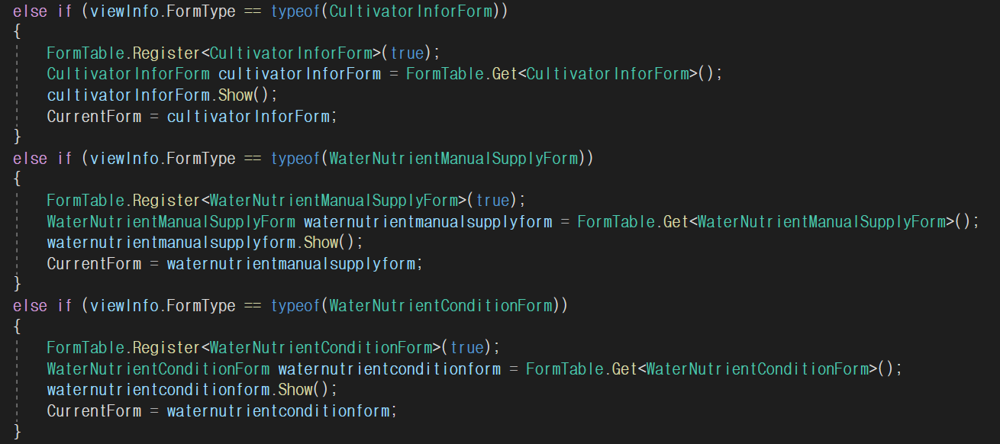 else if (viewInfo.FormType == typeof(CultivatorInforForm))
{
    FormTable.Register<CultivatorInforForm>(true);
    CultivatorInforForm cultivatorInforForm = FormTable.Get<CultivatorInforForm>();
    cultivatorInforForm.Show();
    CurrentForm = cultivatorInforForm;
}
else if (viewInfo.FormType == typeof(WaterNutrientManualSupplyForm))
{
    FormTable.Register<WaterNutrientManualSupplyForm>(true);
    WaterNutrientManualSupplyForm waternutrientmanualsupplyform = FormTable.Get<WaterNutrientManualSupplyForm>();
    waternutrientmanualsupplyform.Show();
    CurrentForm = waternutrientmanualsupplyform;
}
else if (viewInfo.FormType == typeof(WaterNutrientConditionForm))
{
    FormTable.Register<WaterNutrientConditionForm>(true);
    WaterNutrientConditionForm waternutrientconditionform = FormTable.Get<WaterNutrientConditionForm>();
    waternutrientconditionform.Show();
    CurrentForm = waternutrientconditionform;
}